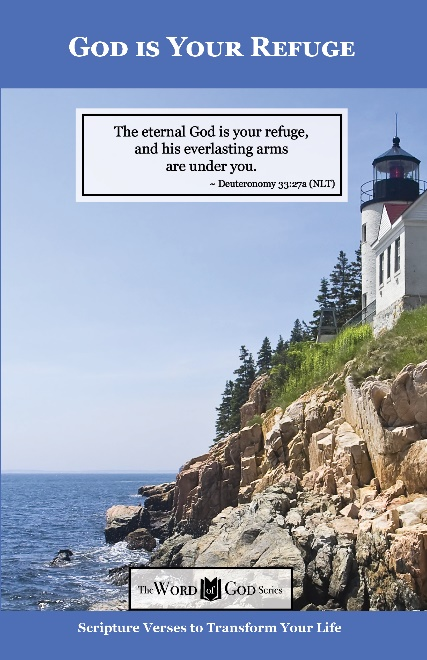 God is Your Refuge
The eternal God is your refuge,
and his everlasting arms
are under you.
~ Deuteronomy 33:27a (NLT)
The WORD of GOD Series
Scripture Verses to Transform Your Life